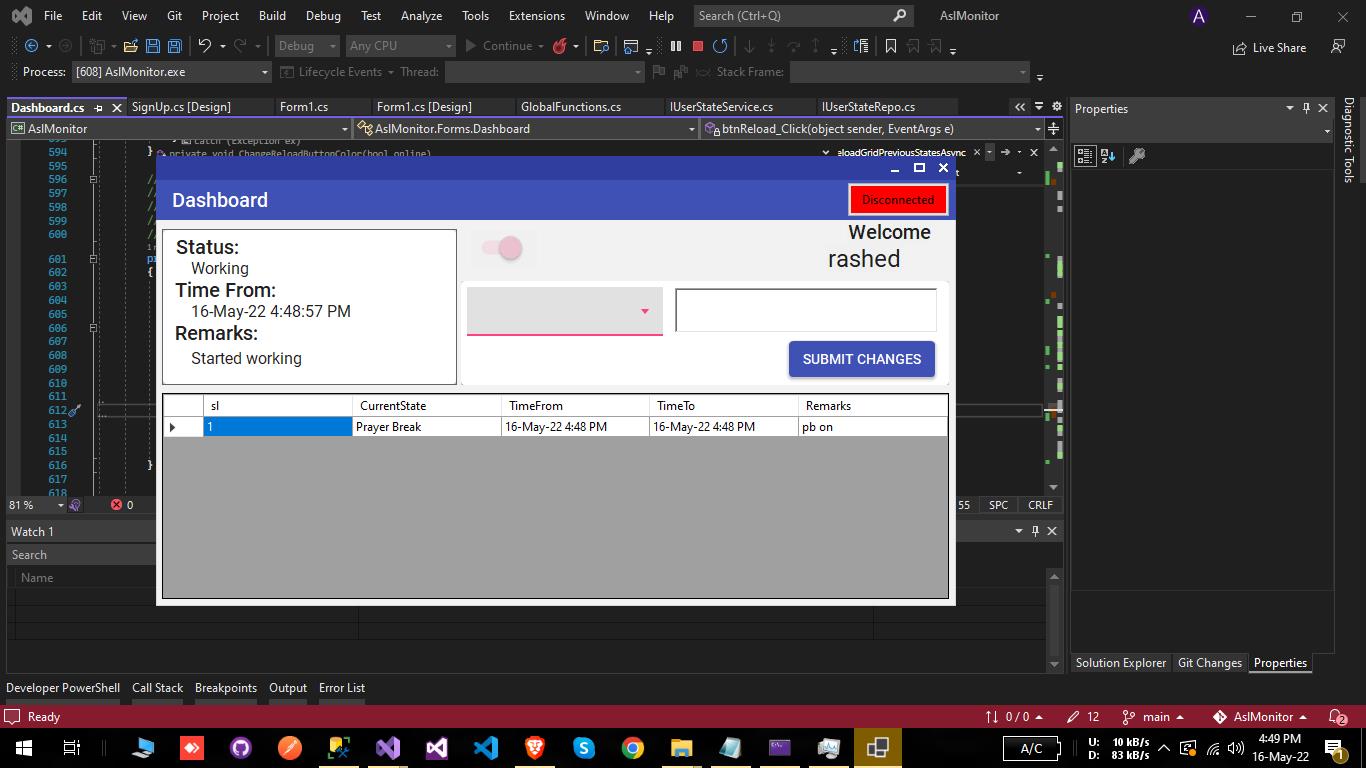 File Edit View Git Project Build Debug Test Analyze Tools Extensions Window Help Search (Ctrl+Q) AslMonitor A
Debug Any CPU Continue Live Share
Process: [608] AslMonitor.exe Lifecycle Events Thread: Stack Frame:
Dashboard.cs SignUp.cs [Design] Form1.cs Form1.cs [Design] GlobalFunctions.cs IUserStateService.cs IUserStateRepo.cs
Properties
Diagnostic Tools
AslMonitor AslMonitor.Forms.Dashboard btnReload_Click(object sender, EventArgs e)
catch (Exception ex)
594 }
private void ChangeReloadButtonColor(bool online)
eloadGridPreviousStatesAsync
595
596
597
598
599
600
601
602 {
603
604
605
606
607
608
609
610
611
612
613
614
615
616 }
617
618
Dashboard
Disconnected
Status:
Working
Time From:
16-May-22 4:48:57 PM
Remarks:
Started working
Welcome
rashed
SUBMIT CHANGES
sl CurrentState TimeFrom TimeTo Remarks
1 Prayer Break 16-May-22 4:48 PM 16-May-22 4:48 PM pb on
81 % 0 55 SPC CRLF
Watch 1
Search
Name
Solution Explorer Git Changes Properties
Developer PowerShell Call Stack Breakpoints Output Error List
Ready 0 / 0 12 main AslMonitor 2
A/C
U: 10 kB/s
D: 83 kB/s
4:49 PM
16-May-22
1